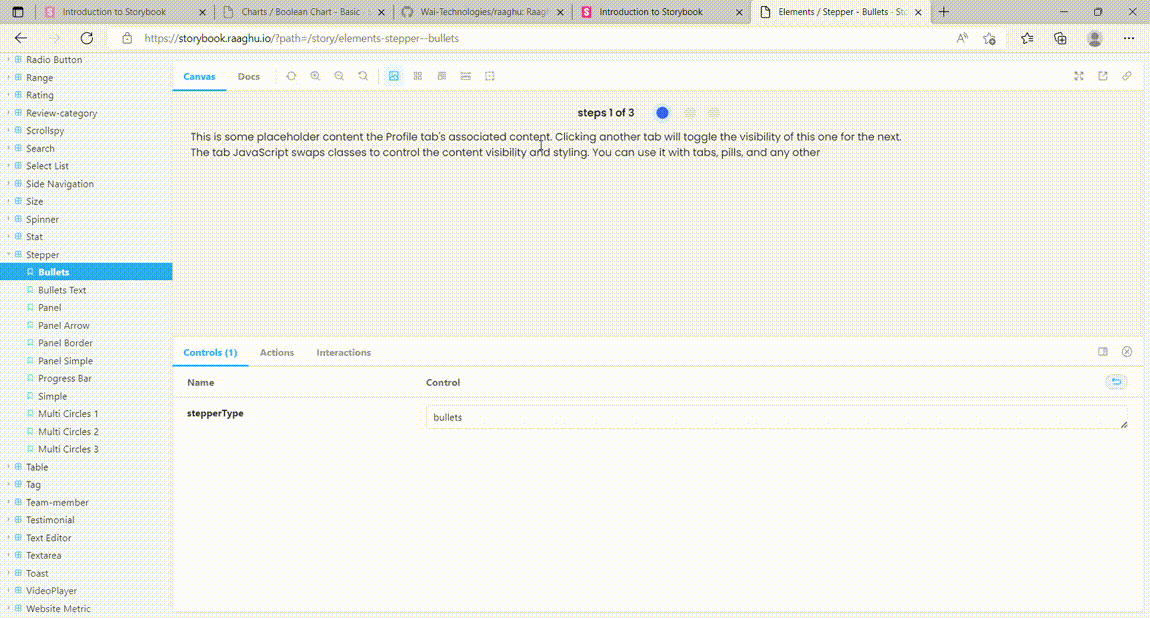 Introduction to Storybook
Charts / Boolean Chart - Basic
Wai-Technologies/raaghu: Raag
Introduction to Storybook
Elements / Stepper - Bullets - Sto
https://storybook.raaghu.io/?path=/story/elements-stepper--bullets
Radio Button
Range
Rating
Review-category
Scrollspy
Search
Select List
Side Navigation
Size
Spinner
Stat
Stepper
Bullets
Bullets Text
Panel
Panel Arrow
Panel Border
Panel Simple
Progress Bar
Simple
Multi Circles 1
Multi Circles 2
Multi Circles 3
Table
Tag
Team-member
Testimonial
Text Editor
Textarea
Toast
VideoPlayer
Website Metric
Canvas
Docs
steps 1 of 3
This is some placeholder content the Profile tab's associated content. Clicking another tab will toggle the visibility of this one for the next.
The tab JavaScript swaps classes to control the content visibility and styling. You can use it with tabs, pills, and any other
Controls (1)
Actions
Interactions
Name
Control
stepperType
bullets